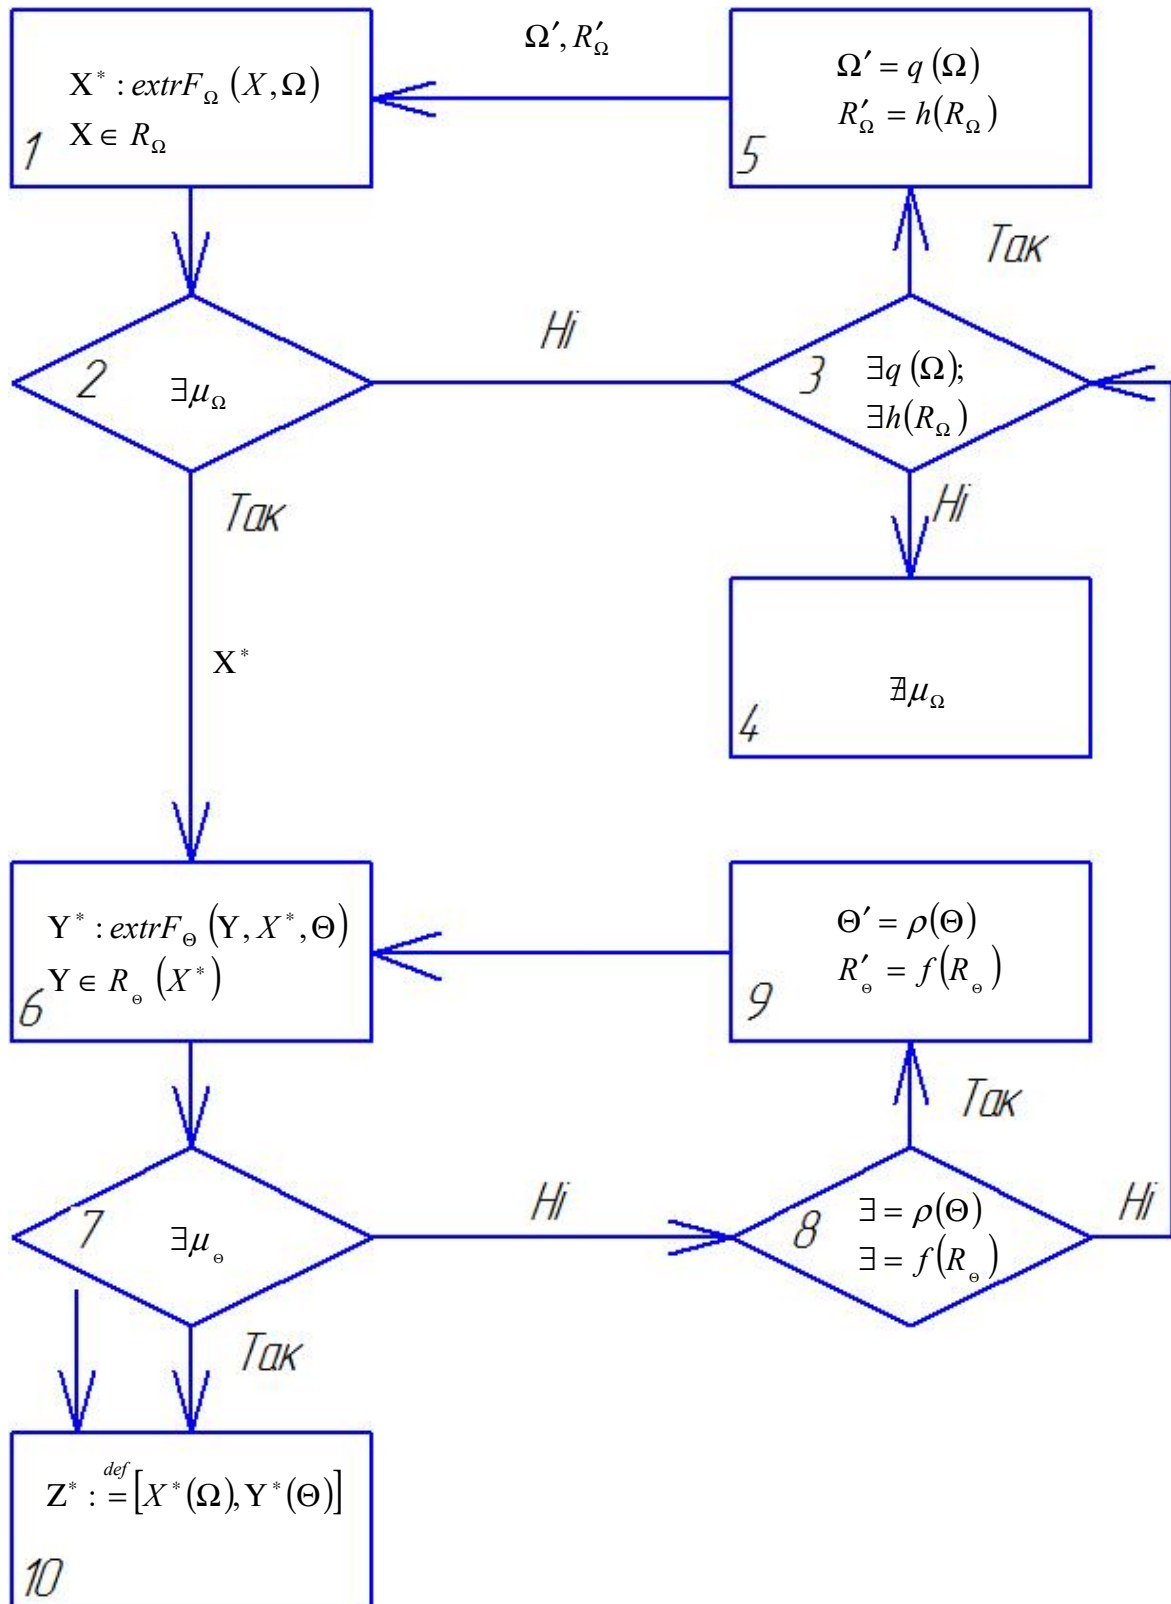 X* : extrF_Ω (X, Ω)
X ∈ R_Ω
1
Ω′, R′_Ω
Ω′ = q (Ω)
R′_Ω = h(R_Ω)
5
Так
2
∃μ_Ω
Ні
3
∃q (Ω);
∃h(R_Ω)
Так
Ні
X*
∄μ_Ω
4
Y* : extrF_Θ (Y, X*, Θ)
Y ∈ R_Θ (X*)
6
Θ′ = ρ(Θ)
R′_Θ = f(R_Θ)
9
Так
7
∃μ_Θ
Ні
8
∃ = ρ(Θ)
∃ = f(R_Θ)
Ні
Так
Z* : def= [X*(Ω), Y*(Θ)]
10